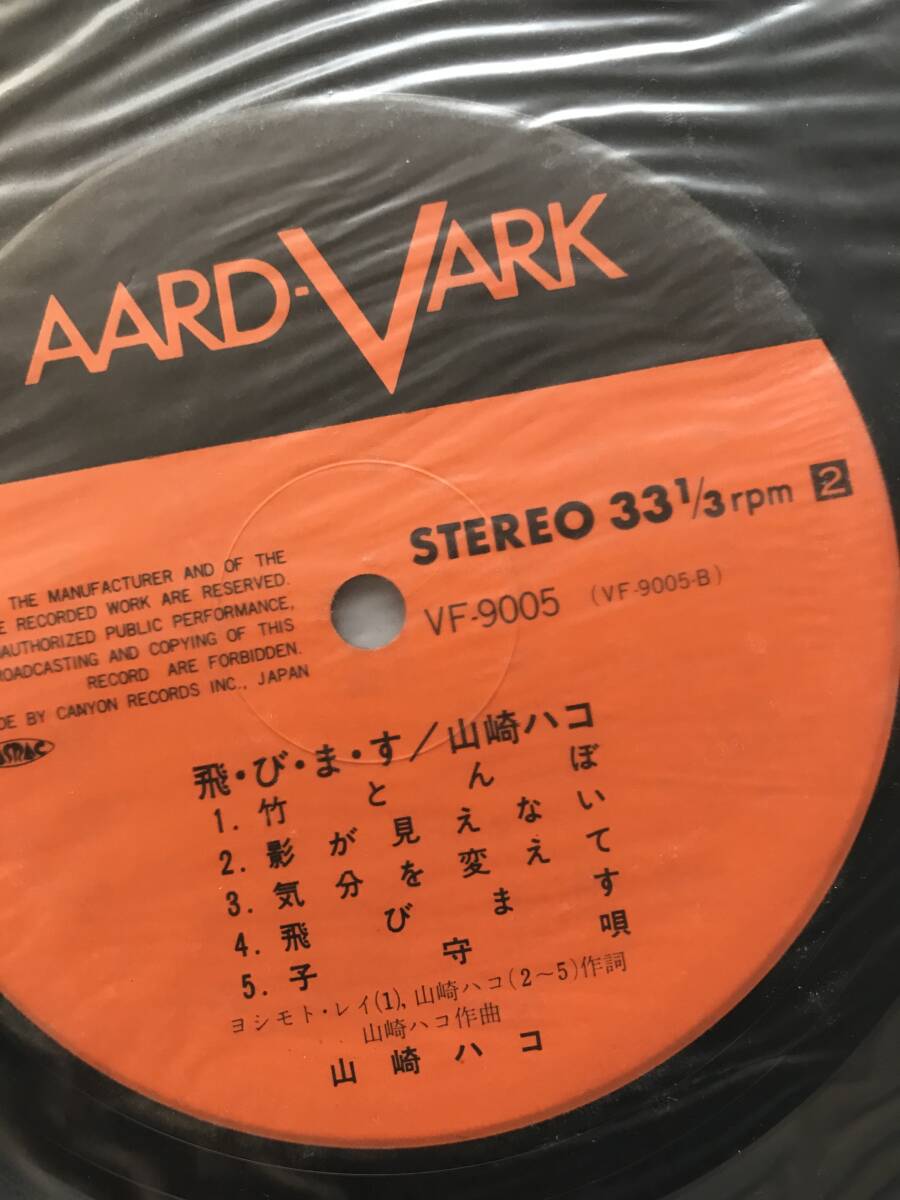 AARD-VARK
STEREO 33 1/3 rpm 2
VF-9005 (VF-9005-B)
THE MANUFACTURER AND OF THE
RECORDED WORK ARE RESERVED.
AUTHORIZED PUBLIC PERFORMANCE,
ROADCASTING AND COPYING OF THIS
RECORD ARE FORBIDDEN.
DE BY CANYON RECORDS INC., JAPAN
飛・び・ま・す/山崎ハコ
1. 竹とんぼ
2. 影が見えない
3. 気分を変えて
4. 飛びます
5. 子守唄
ヨシモト・レイ(1), 山崎ハコ(2〜5)作詞
山崎ハコ作曲
山崎ハコ